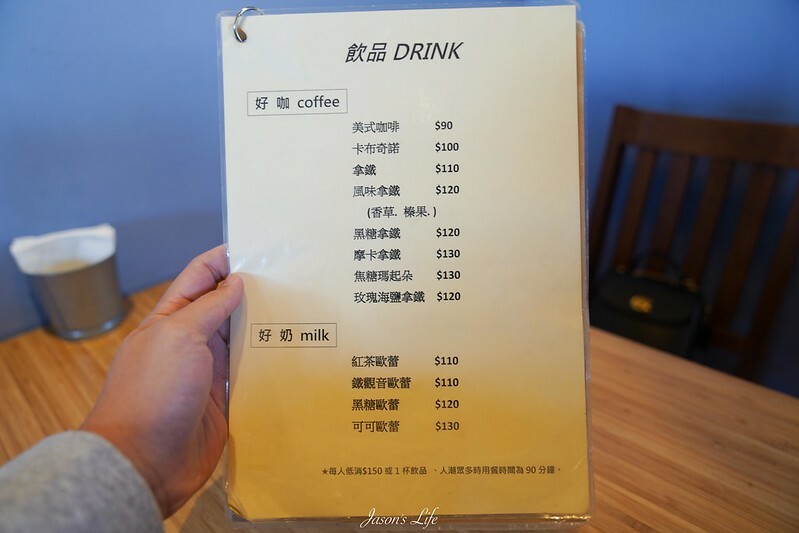 飲品 DRINK
好 咖 coffee
美式咖啡 $90
卡布奇諾 $100
拿鐵 $110
風味拿鐵 $120
(香草. 榛果. )
黑糖拿鐵 $120
摩卡拿鐵 $130
焦糖瑪起朵 $130
玫瑰海鹽拿鐵 $120
好 奶 milk
紅茶歐蕾 $110
鐵觀音歐蕾 $110
黑糖歐蕾 $120
可可歐蕾 $130
★每人低消$150 或 1 杯飲品 、人潮眾多時用餐時間為 90 分鐘。
Jason's Life